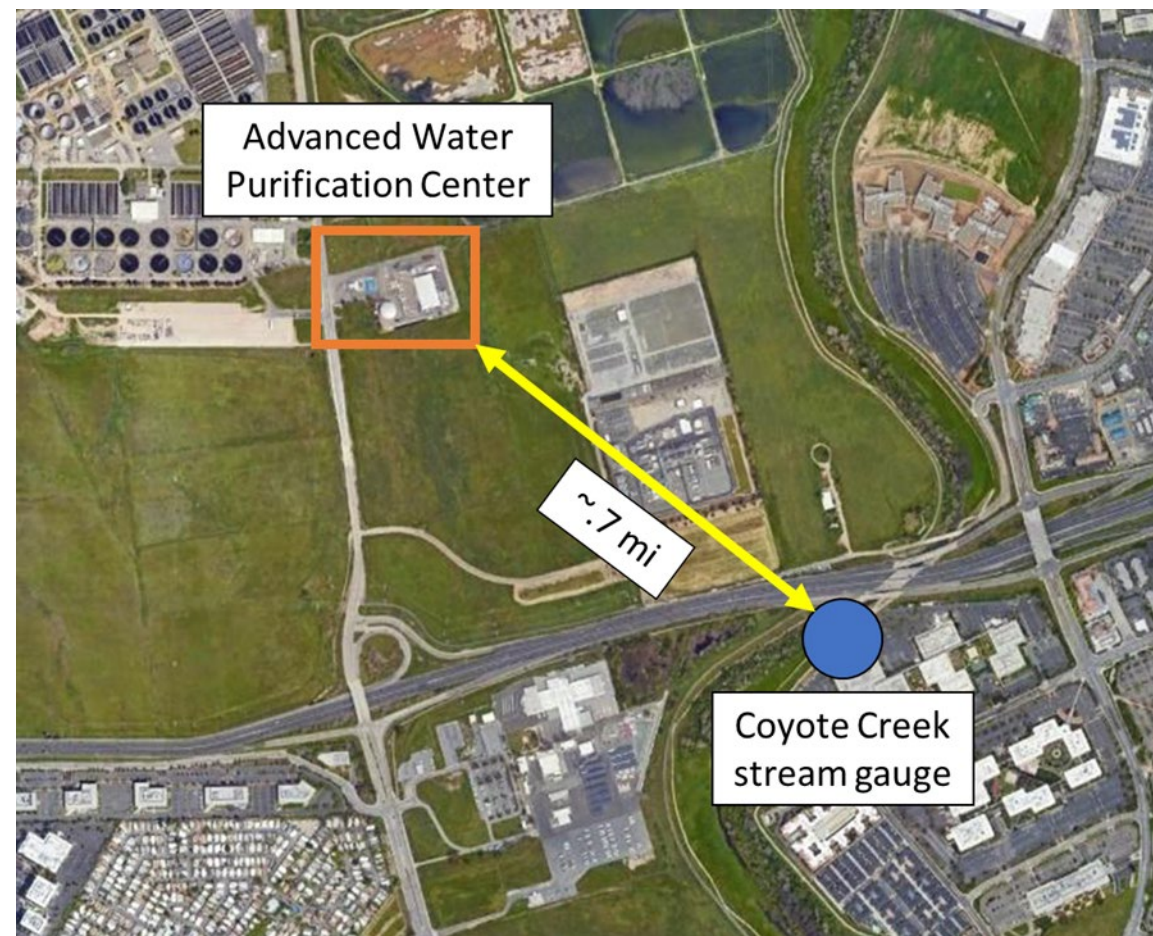 Advanced Water
Purification Center
~.7 mi
Coyote Creek
stream gauge